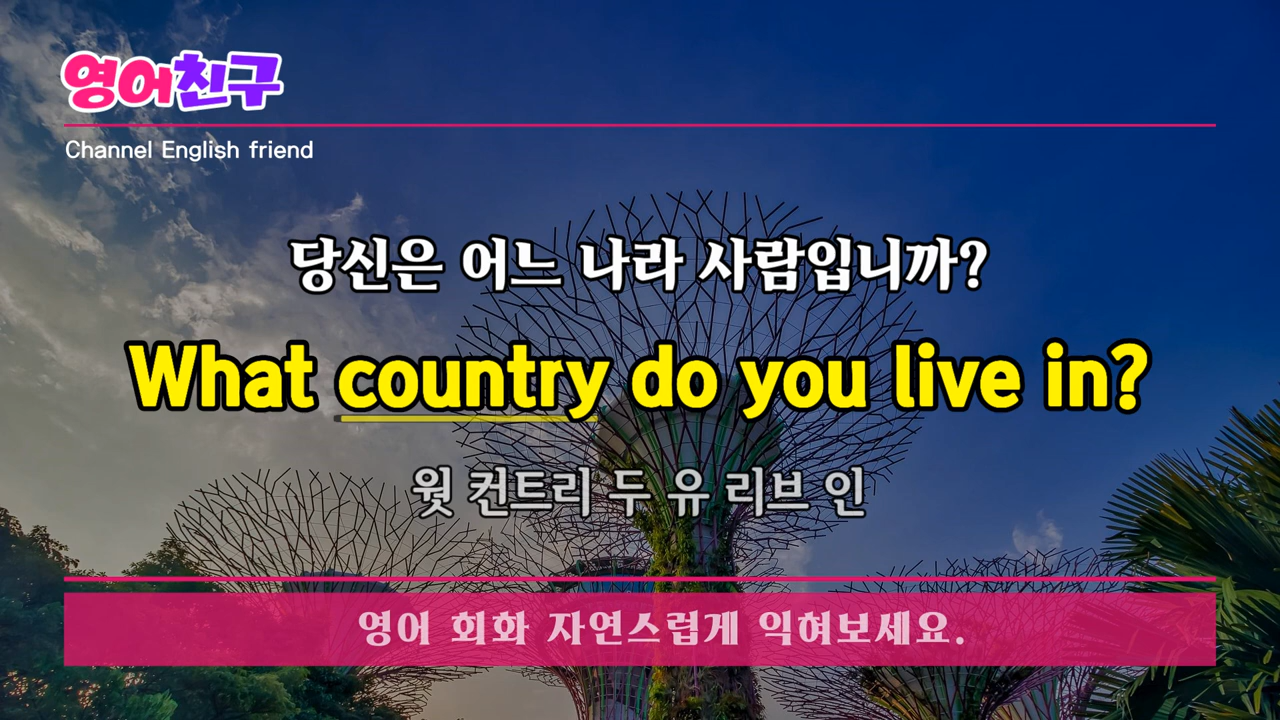 영어친구
Channel English friend
당신은 어느 나라 사람입니까?
What country do you live in?
웟 컨트리 두 유 리브 인
영어 회화 자연스럽게 익혀보세요.